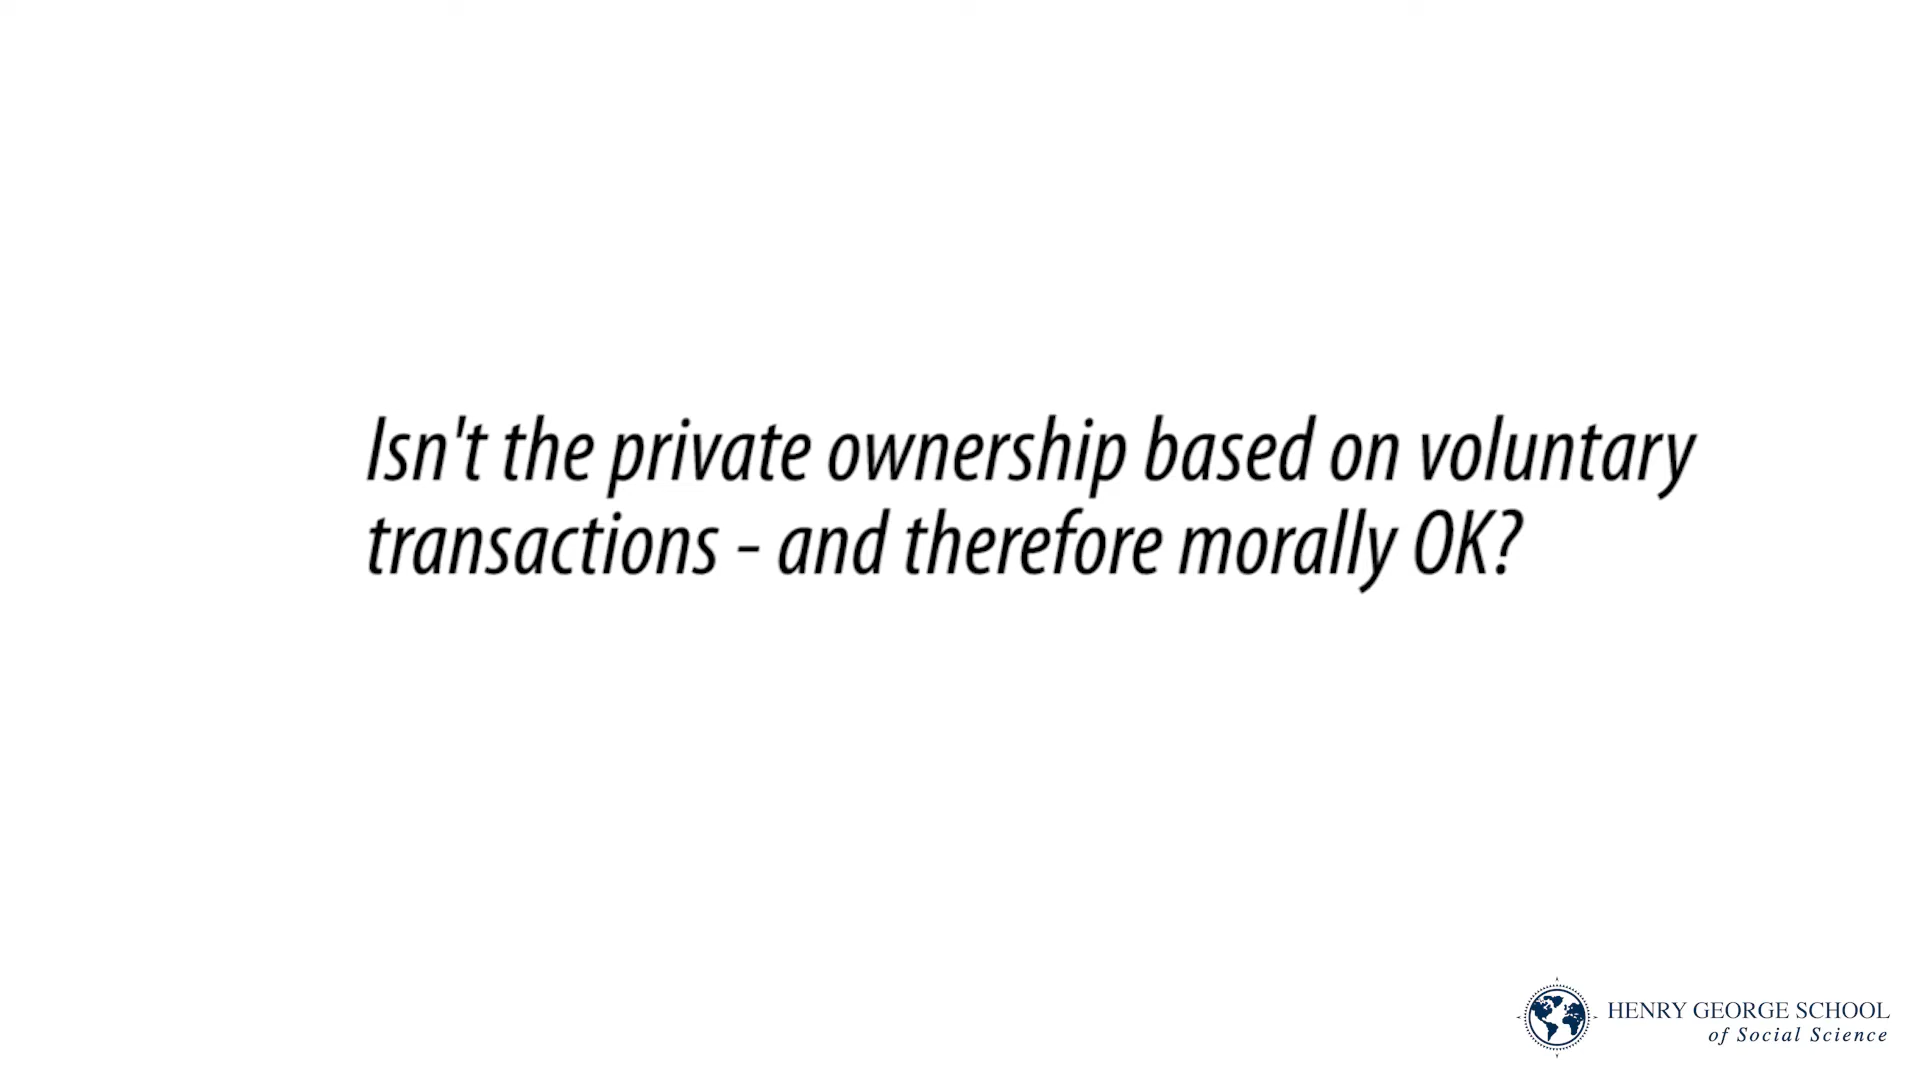 Isn't the private ownership based on voluntary
transactions - and therefore morally OK?
HENRY GEORGE SCHOOL
of Social Science